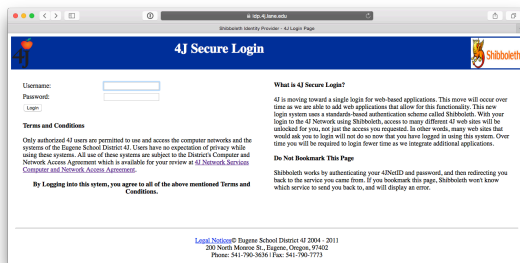 idp.4j.lane.edu
Shibboleth Identity Provider - 4J Login Page
4J
4J Secure Login
Shibboleth
Username:
Password:
Login
Terms and Conditions
Only authorized 4J users are permitted to use and access the computer networks and the
systems of the Eugene School District 4J. Users have no expectation of privacy while
using these systems. All use of these systems are subject to the District's Computer and
Network Access Agreement which is available for your review at 4J Network Services
Computer and Network Access Agreement.
By Logging into this sytem, you agree to all of the above mentioned Terms and
Conditions.
What is 4J Secure Login?
4J is moving toward a single login for web-based applications. This move will occur over
time as we are able to add web applications that allow for this functionality. This new
login system uses a standards-based authentication scheme called Shibboleth. With your
login to the 4J Network using Shibboleth, access to many different 4J web sites will be
unlocked for you, not just the access you requested. In other words, many web sites that
would ask you to login will not do so now that you have logged in using this system. Over
time you will be required to login fewer time as we integrate additional applications.
Do Not Bookmark This Page
Shibboleth works by authenticating your 4JNetID and password, and then redirecting you
back to the service you came from. If you bookmark this page, Shibboleth won't know
which service to send you back to, and will display an error.
Legal Notices© Eugene School District 4J 2004 - 2011
200 North Monroe St., Eugene, Oregon, 97402
Phone: 541-790-3636 | Fax: 541-790-7773